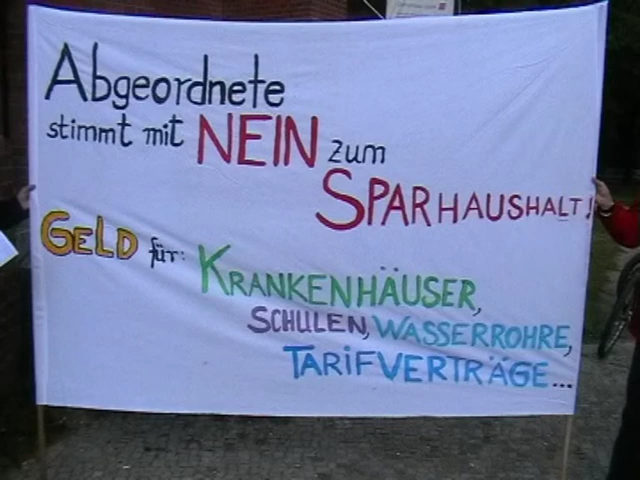 Abgeordnete
stimmt mit NEIN zum
SPARHAUSHALT!
GELD für: KRANKENHÄUSER,
SCHULEN, WASSERROHRE,
TARIFVERTRÄGE...